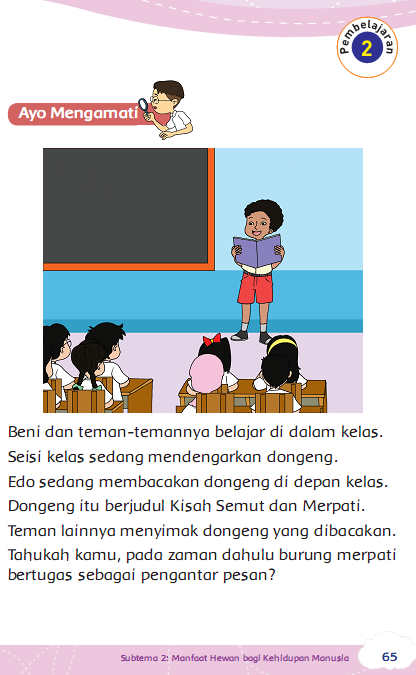 Pembelajaran
2
Ayo Mengamati
Beni dan teman-temannya belajar di dalam kelas.
Seisi kelas sedang mendengarkan dongeng.
Edo sedang membacakan dongeng di depan kelas.
Dongeng itu berjudul Kisah Semut dan Merpati.
Teman lainnya menyimak dongeng yang dibacakan.
Tahukah kamu, pada zaman dahulu burung merpati
bertugas sebagai pengantar pesan?
Subtema 2: Manfaat Hewan bagi Kehidupan Manusia
65